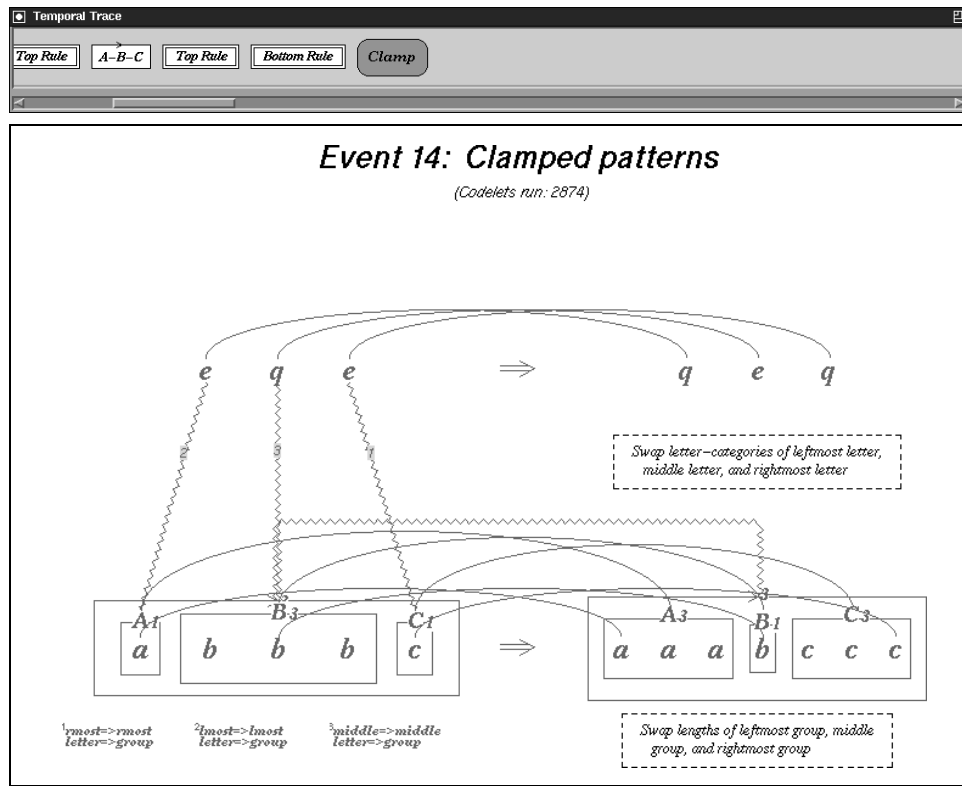 Temporal Trace
Top Rule A-B-C Top Rule Bottom Rule Clamp
Event 14: Clamped patterns
(Codelets run: 2874)
e q e ⇒ q e q
2 3 1
Swap letter-categories of leftmost letter,
middle letter, and rightmost letter
3
A1 B3 C1 A3 B1 C3
a b b b c ⇒ a a a b c c c
1rmost=>rmost 2lmost=>lmost 3middle=>middle
letter=>group letter=>group letter=>group
Swap lengths of leftmost group, middle
group, and rightmost group